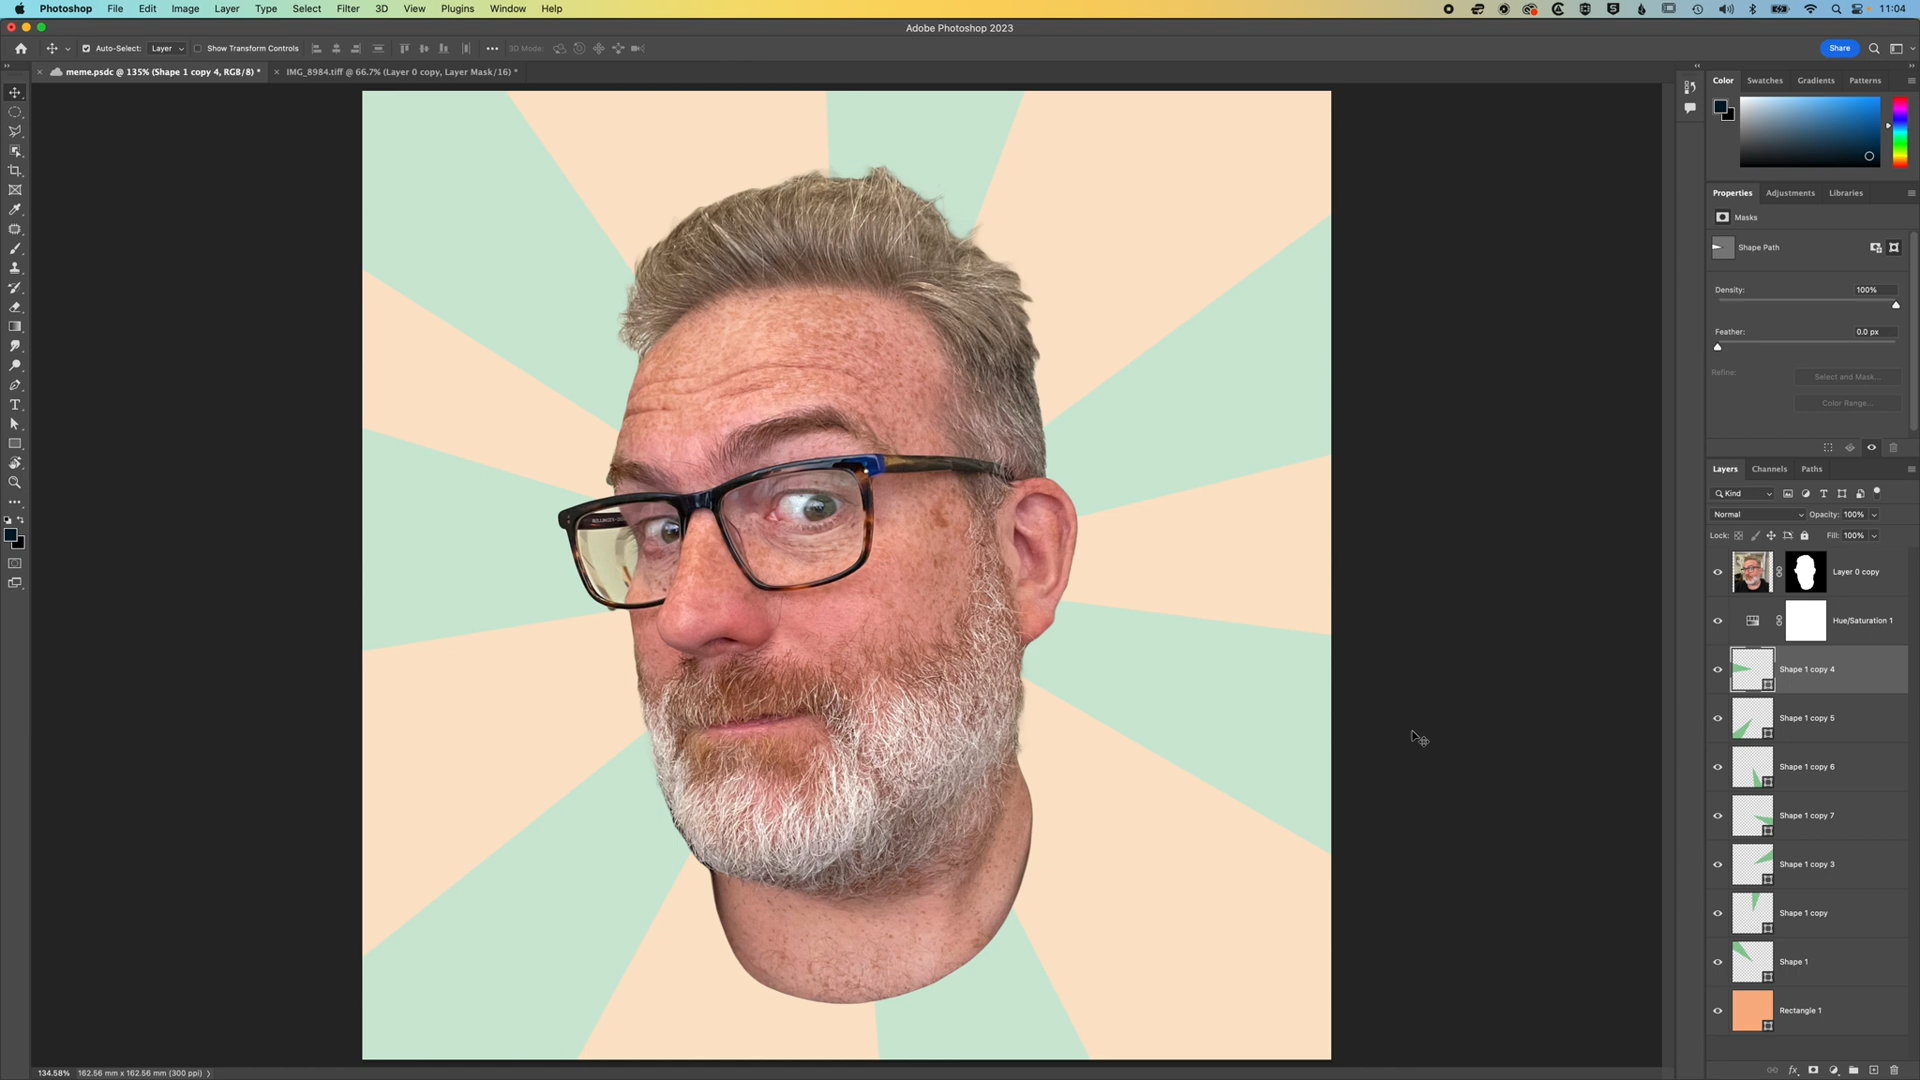 Photoshop File Edit Image Layer Type Select Filter 3D View Plugins Window Help 11:04
Adobe Photoshop 2023
Auto-Select: Layer Show Transform Controls 3D Mode: Share
meme.psdc @ 135% (Shape 1 copy 4, RGB/8) * IMG_8984.tiff @ 66.7% (Layer 0 copy, Layer Mask/16) *
Color Swatches Gradients Patterns
Properties Adjustments Libraries
Masks
Shape Path
Density: 100%
Feather: 0.0 px
Refine: Select and Mask...
Color Range...
Layers Channels Paths
Kind
Normal Opacity: 100%
Lock: Fill: 100%
Layer 0 copy
Hue/Saturation 1
Shape 1 copy 4
Shape 1 copy 5
Shape 1 copy 6
Shape 1 copy 7
Shape 1 copy 3
Shape 1 copy
Shape 1
Rectangle 1
134.58% 162.56 mm x 162.56 mm (300 ppi)